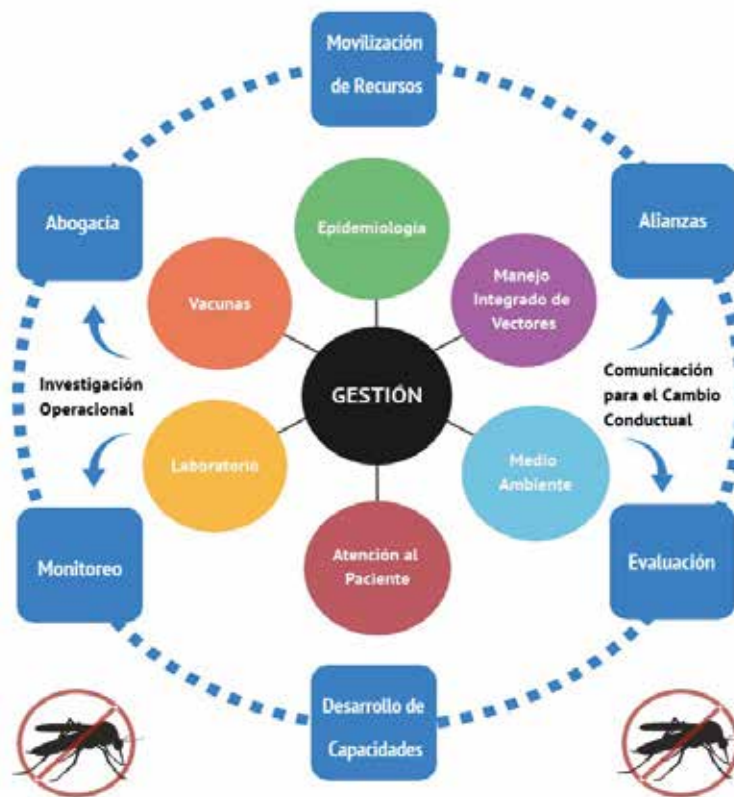 Movilización
de Recursos
Abogacía
Alianzas
Epidemiología
Vacunas
Manejo
Integrado de
Vectores
Investigación
Operacional
GESTIÓN
Comunicación
para el Cambio
Conductual
Laboratorio
Medio
Ambiente
Monitoreo
Atención al
Paciente
Evaluación
Desarrollo de
Capacidades